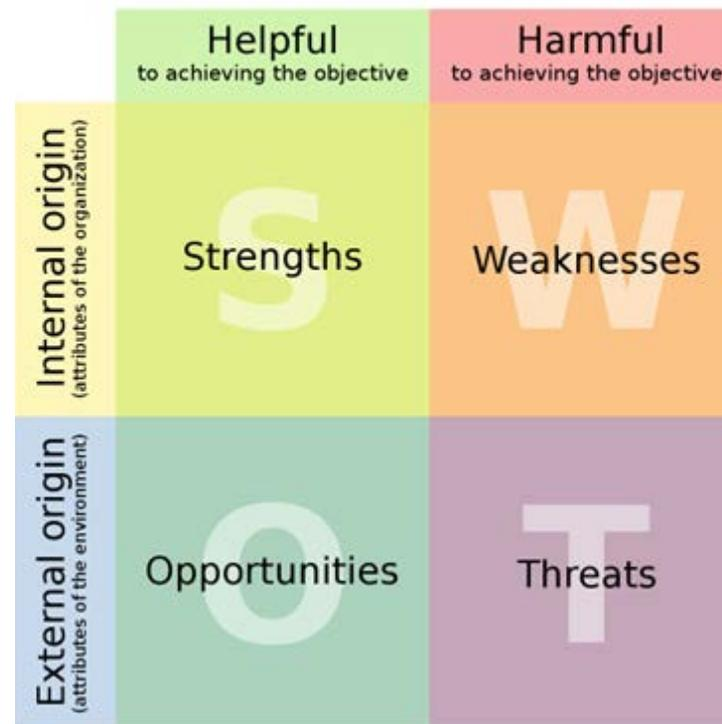 Helpful
to achieving the objective
Harmful
to achieving the objective
Internal origin
(attributes of the organization)
S
Strengths
W
Weaknesses
External origin
(attributes of the environment)
O
Opportunities
T
Threats